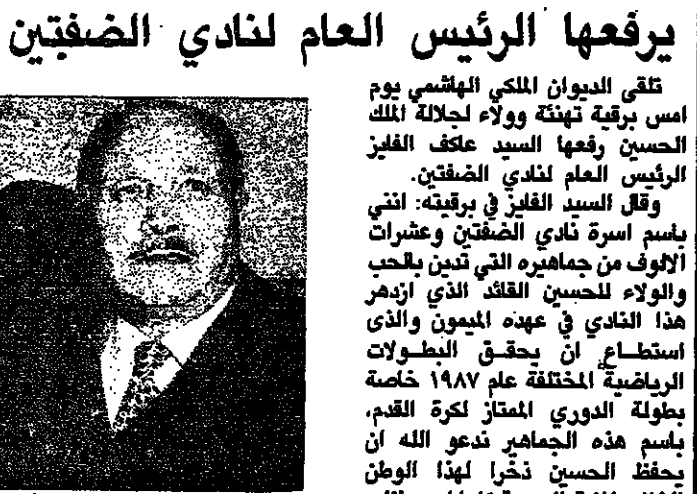 يرفعها الرئيس العام لنادي الضفتين
تلقى الديوان الملكي الهاشمي يوم
امس برقية تهنئة وولاء لجلالة الملك
الحسين رفعها السيد عاكف الفايز
الرئيس العام لنادي الضفتين.
وقال السيد الفايز في برقيته: انني
باسم اسرة نادي الضفتين وعشرات
الالوف من جماهيره التي تدين بالحب
والولاء للحسين القائد الذي ازدهر
هذا النادي في عهده الميمون والذى
استطاع ان يحقق البطولات
الرياضية المختلفة عام ١٩٨٧ خاصة
بطولة الدوري الممتاز لكرة القدم.
باسم هذه الجماهير ندعو الله ان
يحفظ الحسين ذخرا لهذا الوطن